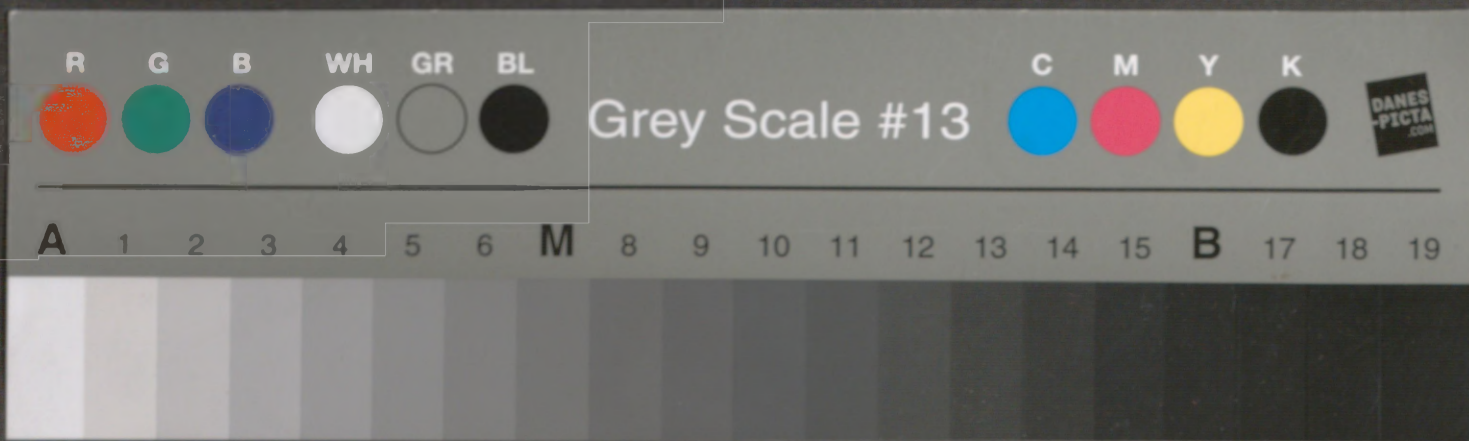 R G B WH GR BL
C M Y K
Grey Scale #13
DANES
-PICTA
.COM
A 1 2 3 4 5 6 M 8 9 10 11 12 13 14 15 B 17 18 19